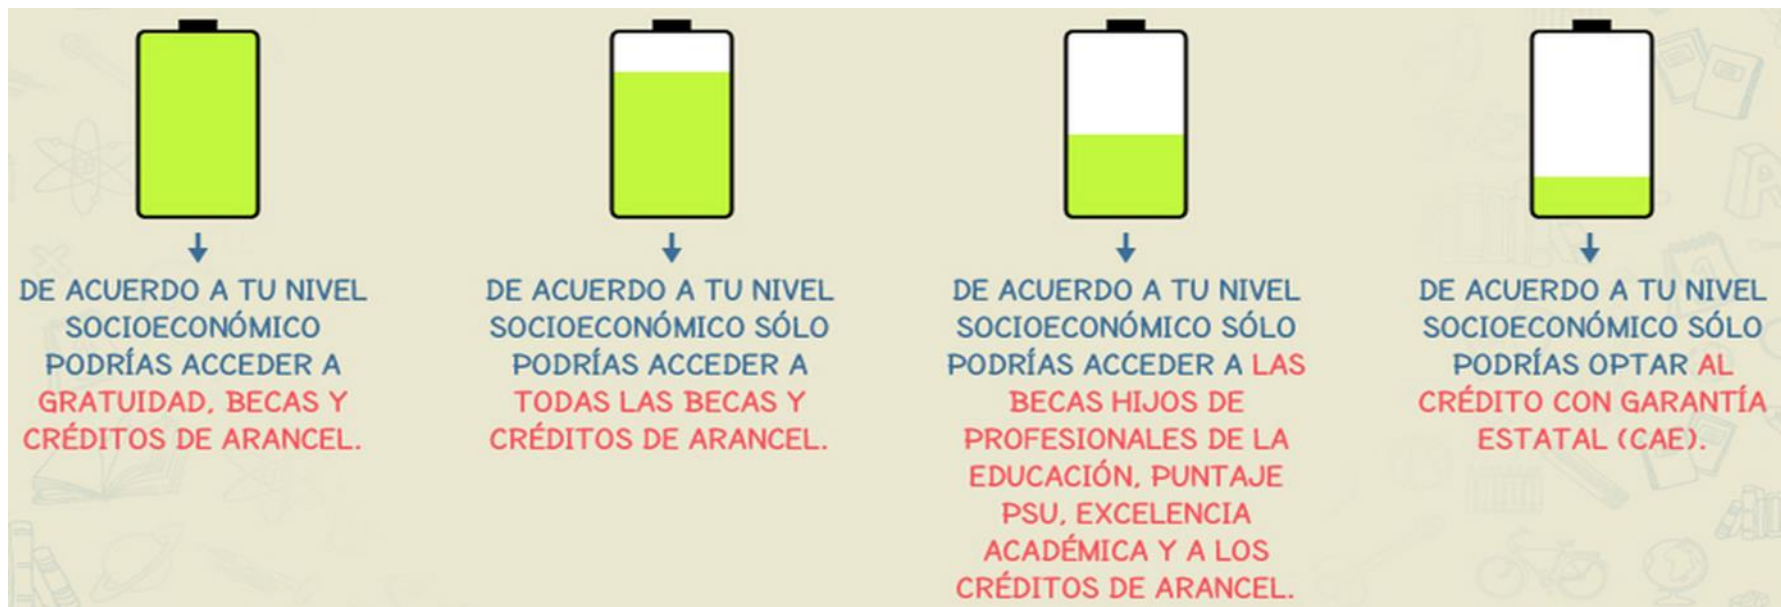 DE ACUERDO A TU NIVEL
SOCIOECONÓMICO
PODRÍAS ACCEDER A
GRATUIDAD, BECAS Y
CRÉDITOS DE ARANCEL.
DE ACUERDO A TU NIVEL
SOCIOECONÓMICO SÓLO
PODRÍAS ACCEDER A
TODAS LAS BECAS Y
CRÉDITOS DE ARANCEL.
DE ACUERDO A TU NIVEL
SOCIOECONÓMICO SÓLO
PODRÍAS ACCEDER A LAS
BECAS HIJOS DE
PROFESIONALES DE LA
EDUCACIÓN, PUNTAJE
PSU, EXCELENCIA
ACADÉMICA Y A LOS
CRÉDITOS DE ARANCEL.
DE ACUERDO A TU NIVEL
SOCIOECONÓMICO SÓLO
PODRÍAS OPTAR AL
CRÉDITO CON GARANTÍA
ESTATAL (CAE).